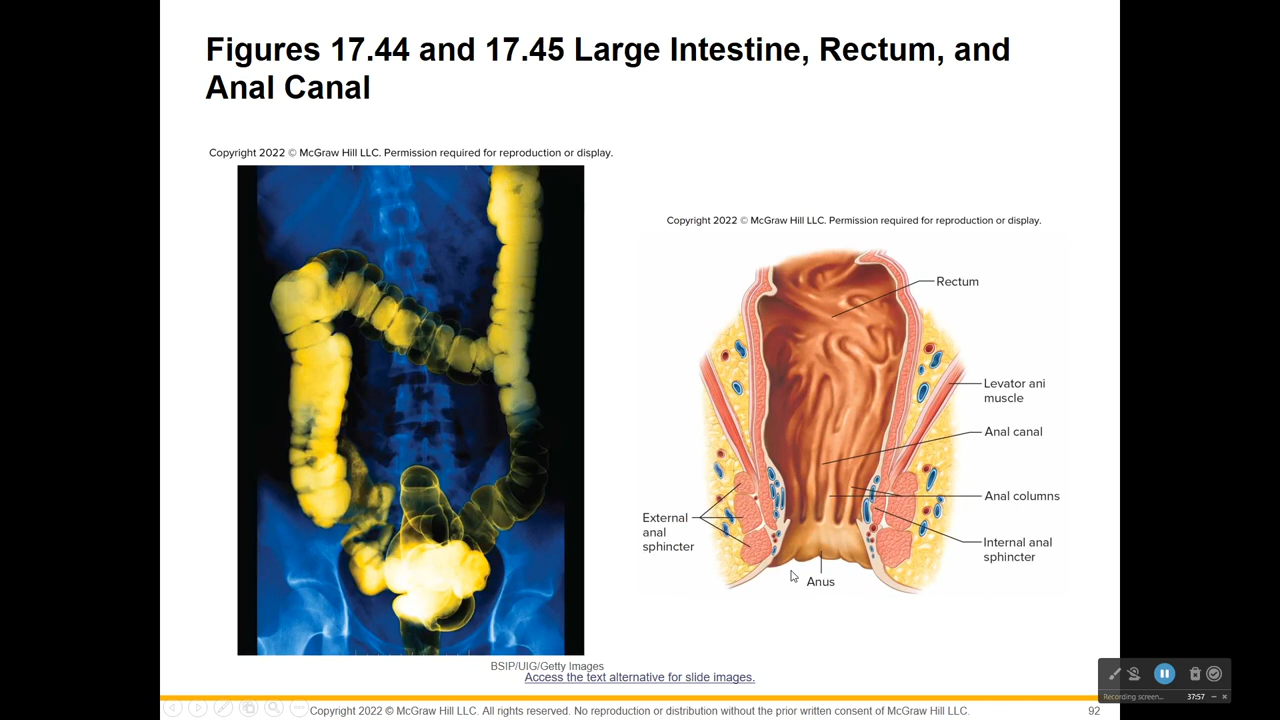 Figures 17.44 and 17.45 Large Intestine, Rectum, and
Anal Canal
Copyright 2022 © McGraw Hill LLC. Permission required for reproduction or display.
Copyright 2022 © McGraw Hill LLC. Permission required for reproduction or display.
Rectum
Levator ani
muscle
Anal canal
Anal columns
External
anal
sphincter
Internal anal
sphincter
Anus
BSIP/UIG/Getty Images
Access the text alternative for slide images.
Recording screen...
37:57
Copyright 2022 © McGraw Hill LLC. All rights reserved. No reproduction or distribution without the prior written consent of McGraw Hill LLC.
92